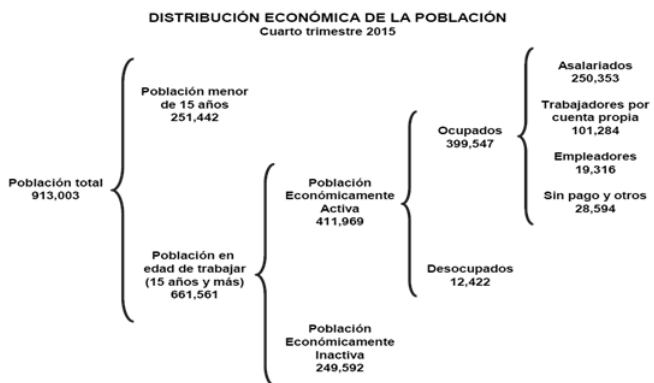 DISTRIBUCIÓN ECONÓMICA DE LA POBLACIÓN
Cuarto trimestre 2015
Población total
913,003
Población menor
de 15 años
251,442
Población en
edad de trabajar
(15 años y más)
661,561
Población
Económicamente
Activa
411,969
Población
Económicamente
Inactiva
249,592
Ocupados
399,547
Desocupados
12,422
Asalariados
250,353
Trabajadores por
cuenta propia
101,284
Empleadores
19,316
Sin pago y otros
28,594